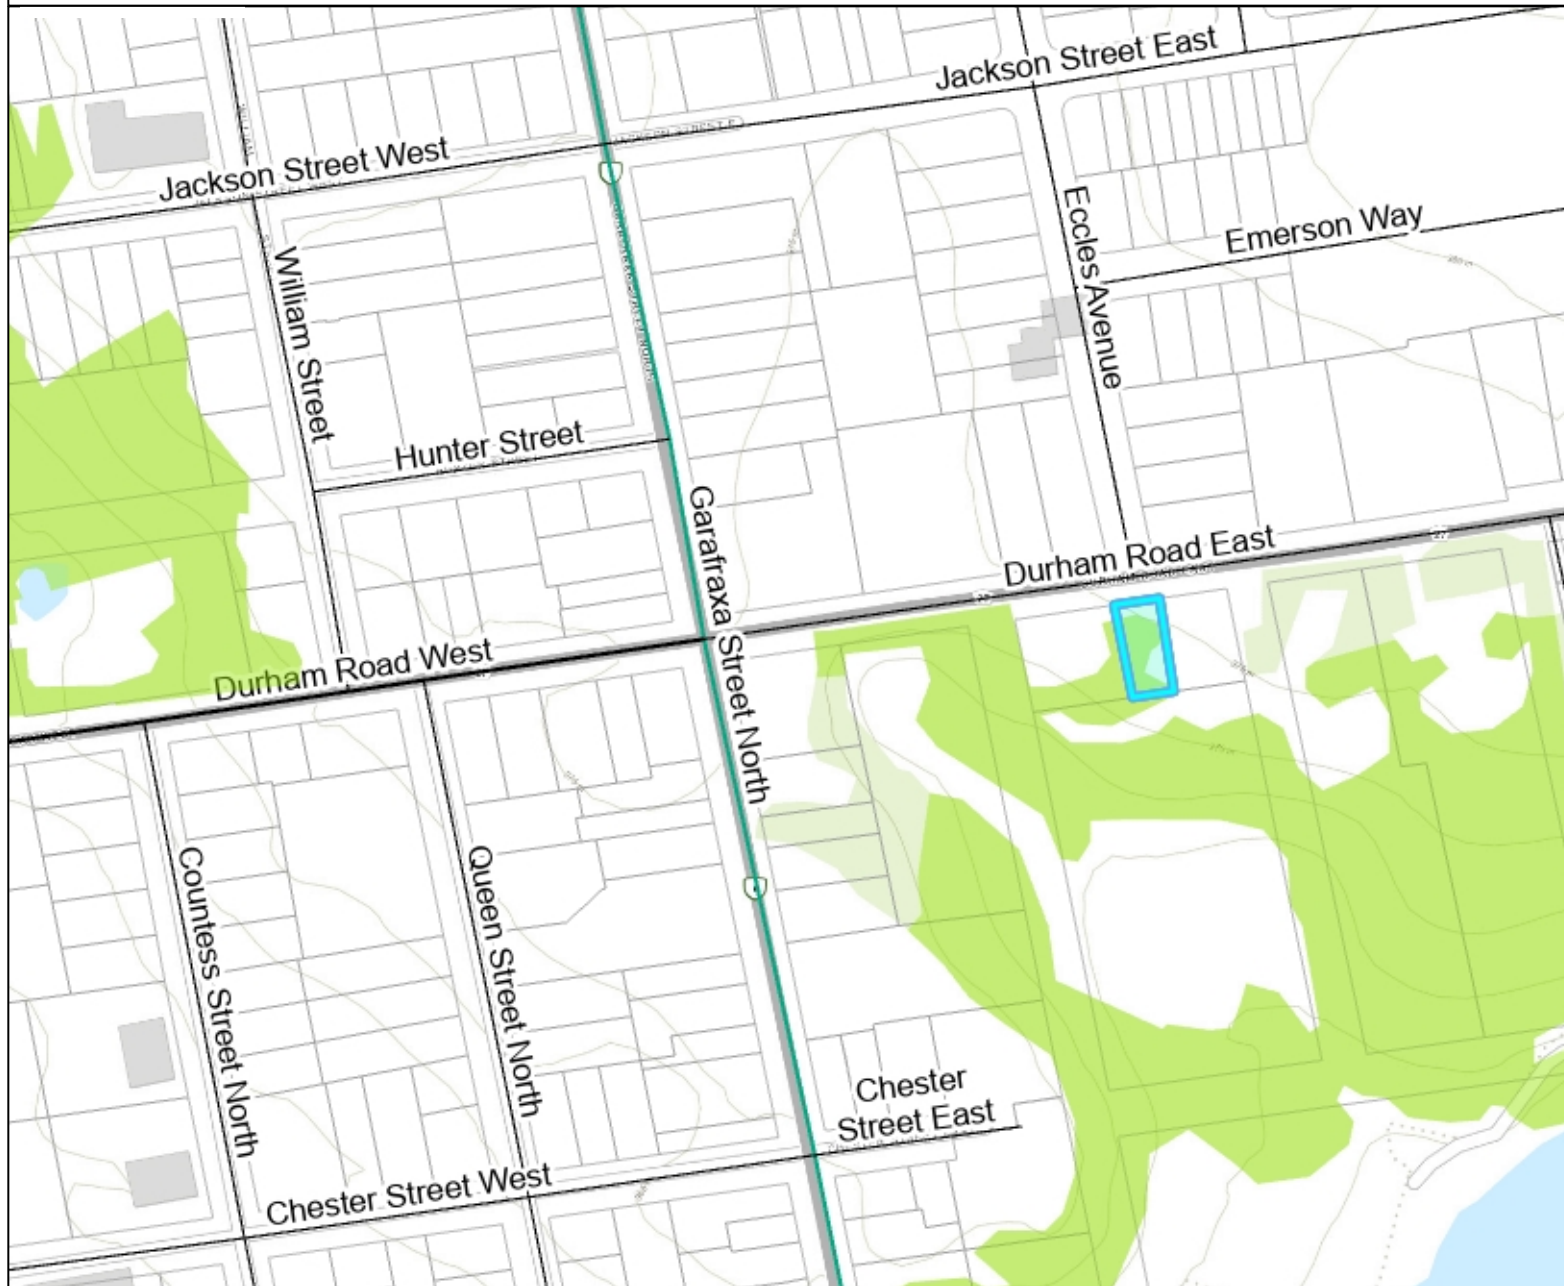 Jackson Street East
Jackson Street West
Eccles Avenue
Emerson Way
William Street
Hunter Street
Garafraxa Street North
Durham Road East
Durham Road West
Countess Street North
Queen Street North
Chester
Street East
Chester Street West